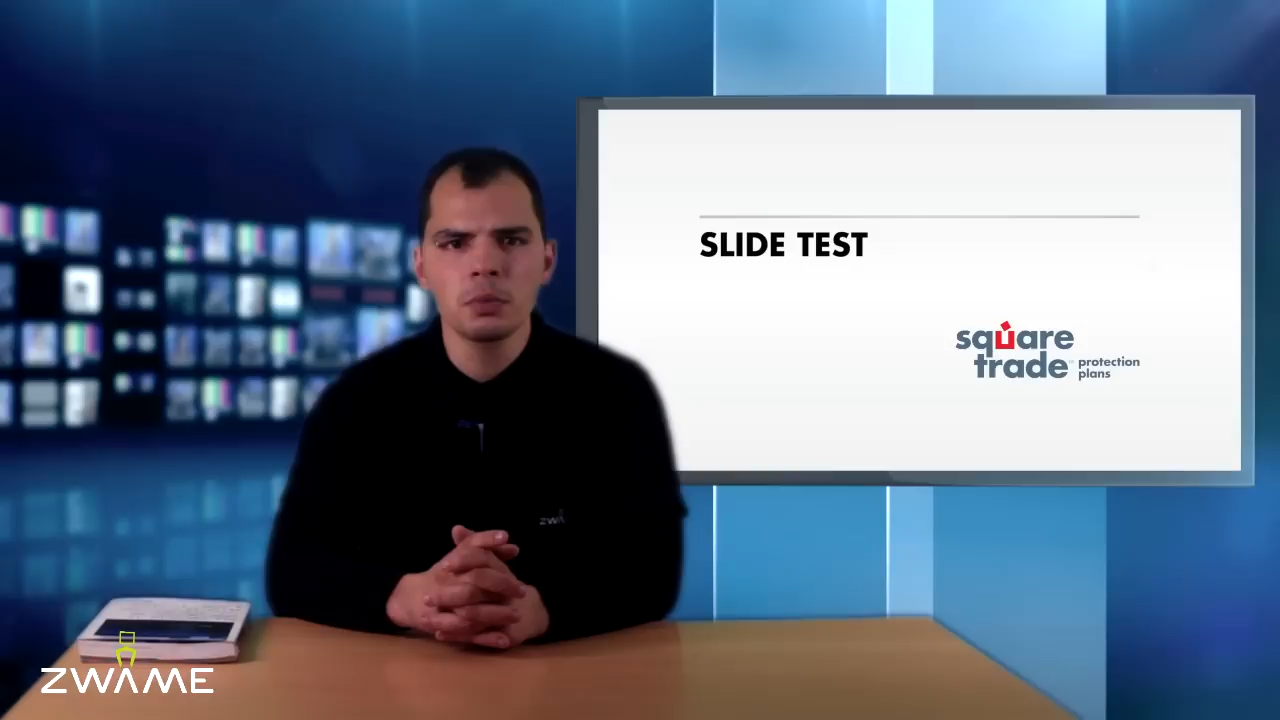 SLIDE TEST
square
trade
protection
plans
ZWAME